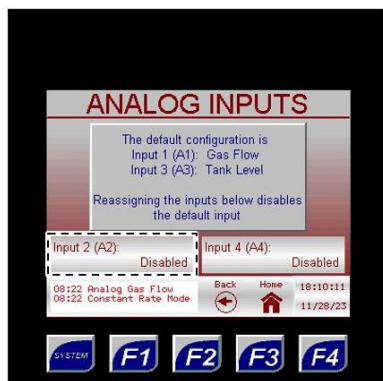 ANALOG INPUTS
The default configuration is
Input 1 (A1): Gas Flow
Input 3 (A3): Tank Level
Reassigning the inputs below disables
the default input
Input 2 (A2):
Disabled
Input 4 (A4):
Disabled
08:22 Analog Gas Flow
08:22 Constant Rate Mode
Back
Home
18:10:11
11/28/23
SYSTEM
F1
F2
F3
F4